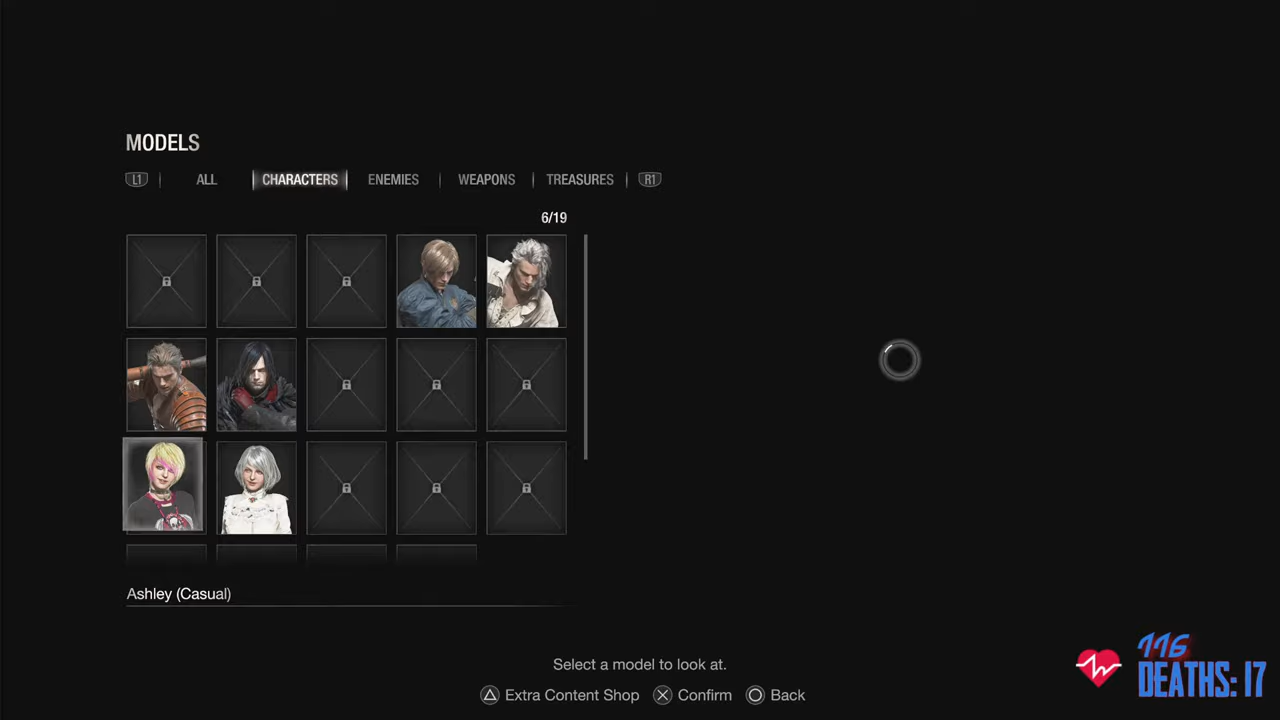 MODELS
L1 ALL CHARACTERS ENEMIES WEAPONS TREASURES R1
6/19
Ashley (Casual)
Select a model to look at.
Extra Content Shop Confirm Back
116
DEATHS: 17